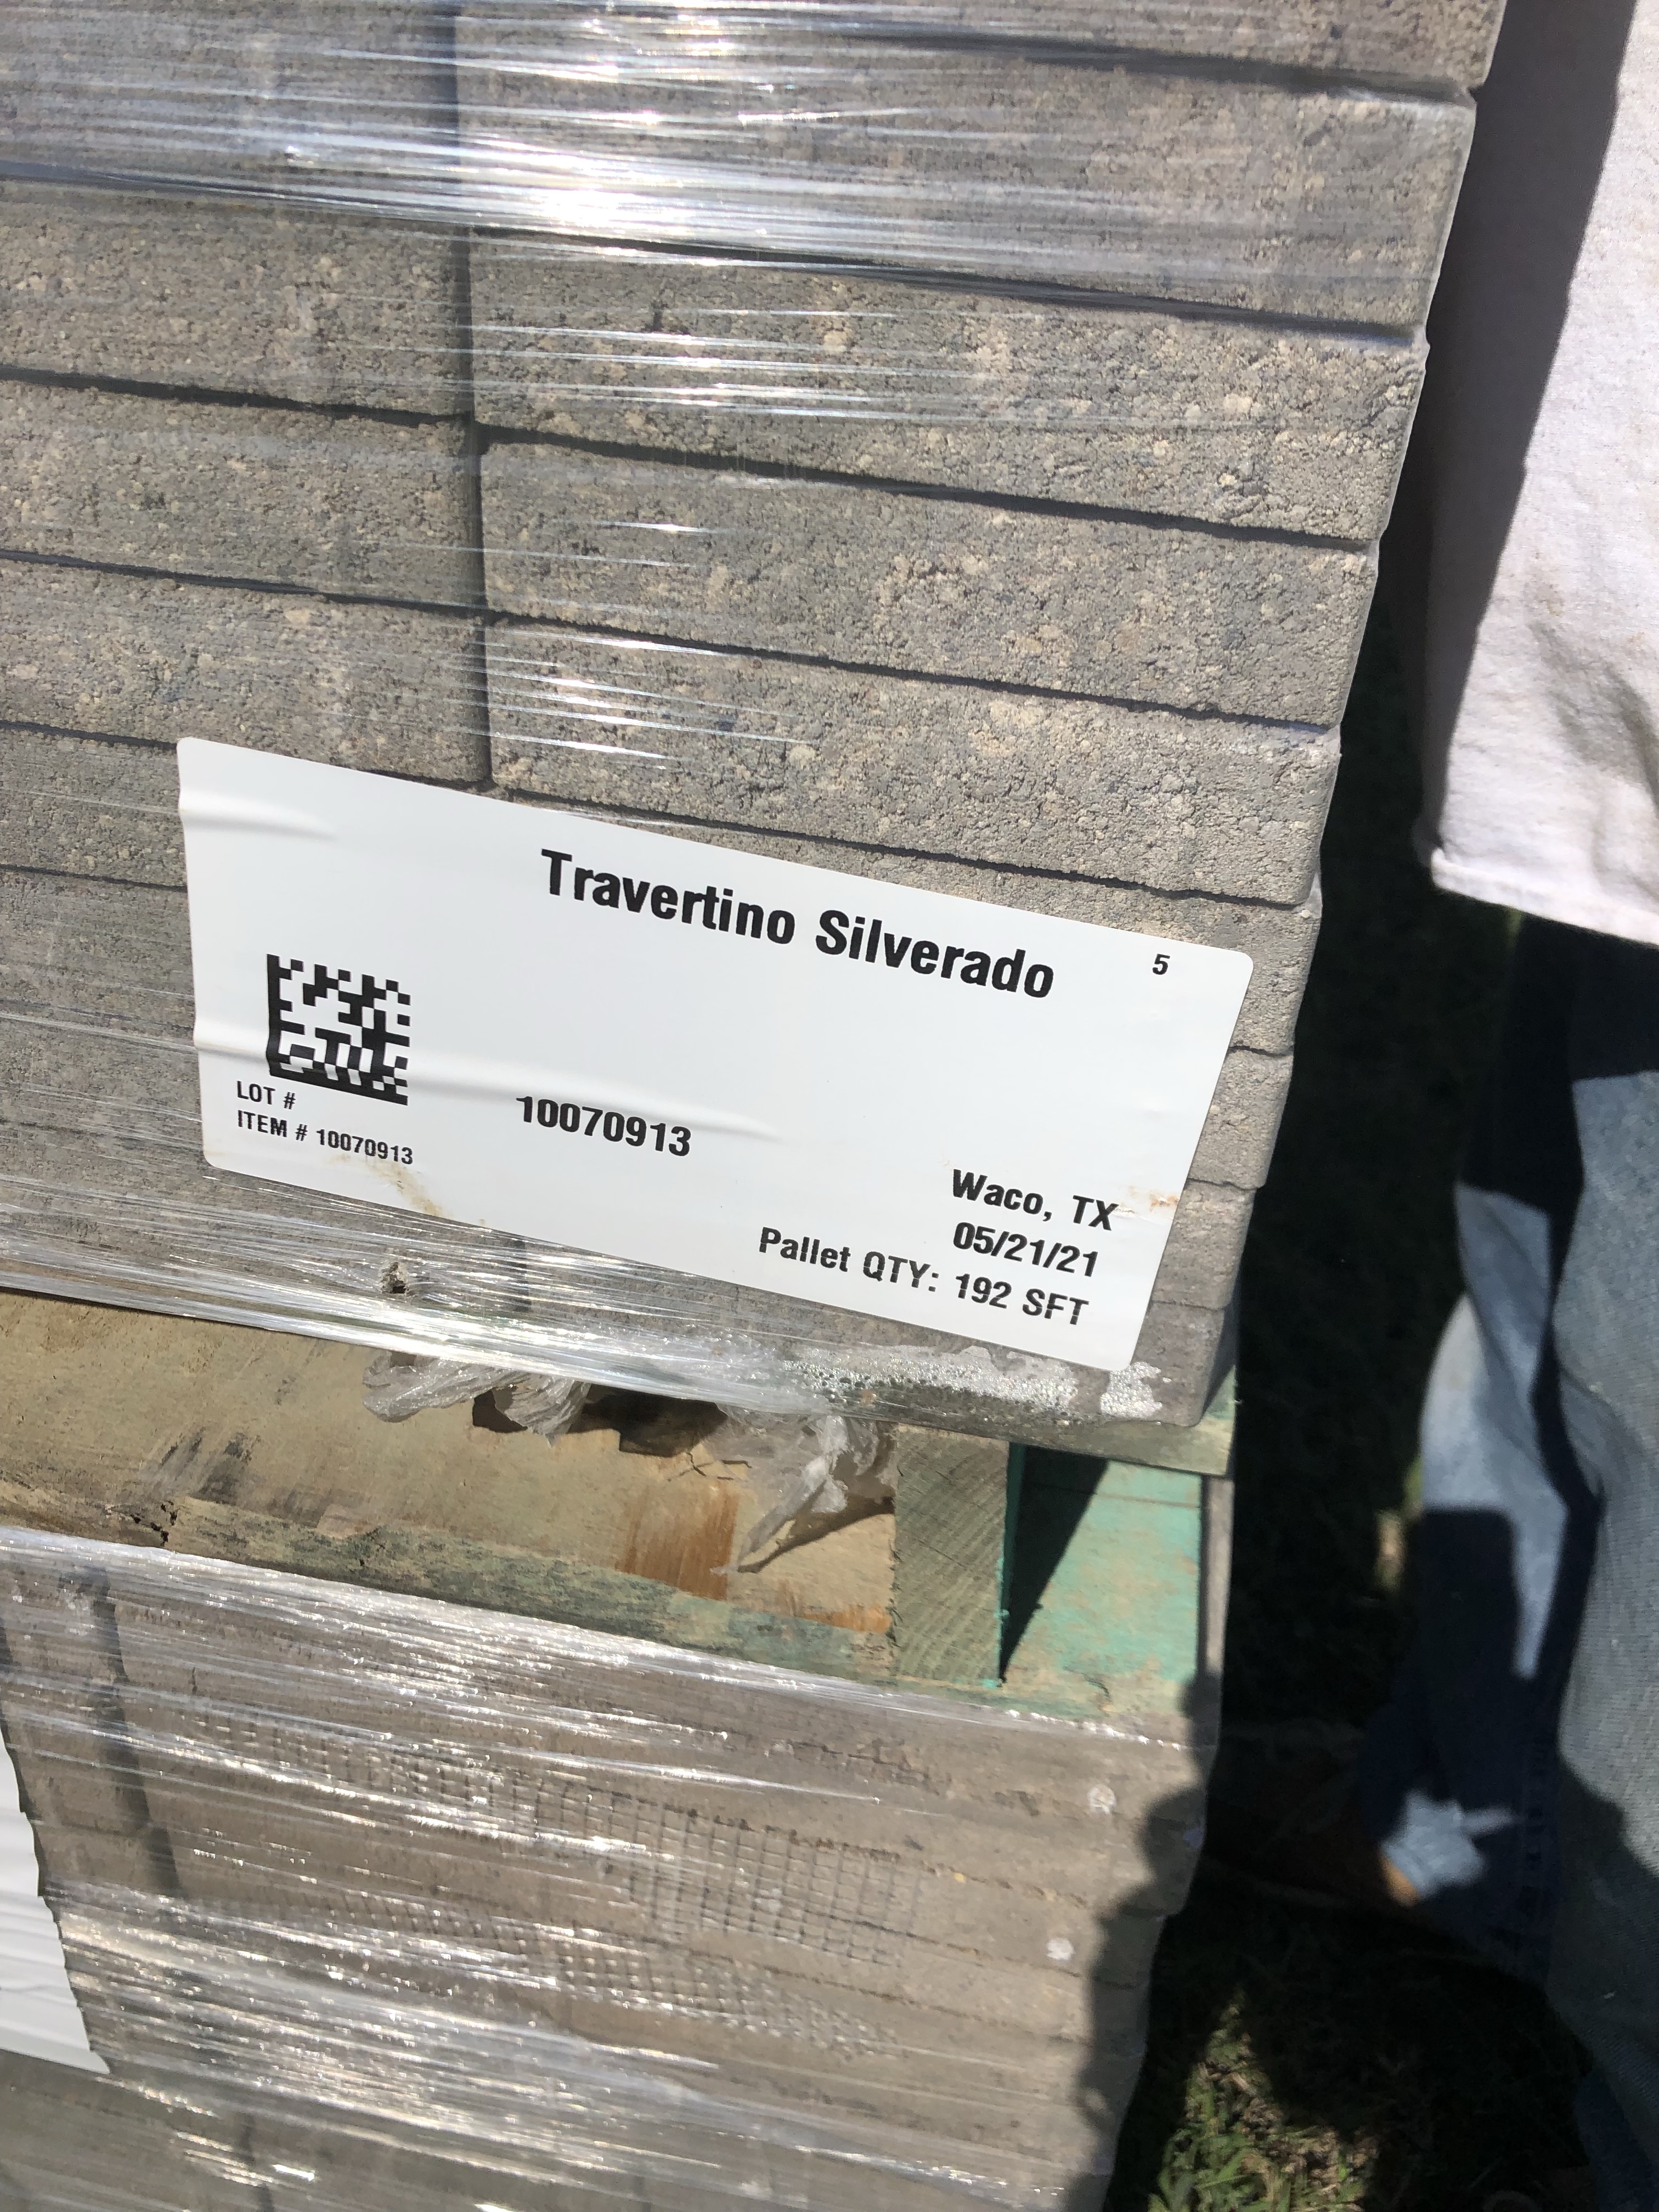 Travertino Silverado
5
LOT #
ITEM # 10070913
10070913
Waco, TX
05/21/21
Pallet QTY: 192 SFT